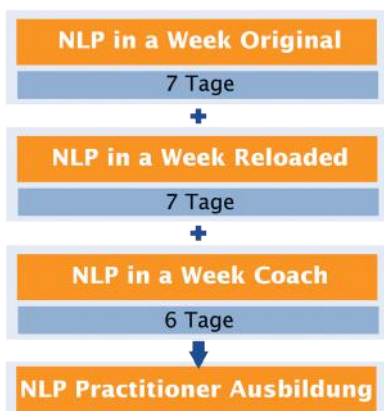 NLP in a Week Original
7 Tage
+
NLP in a Week Reloaded
7 Tage
+
NLP in a Week Coach
6 Tage
NLP Practitioner Ausbildung